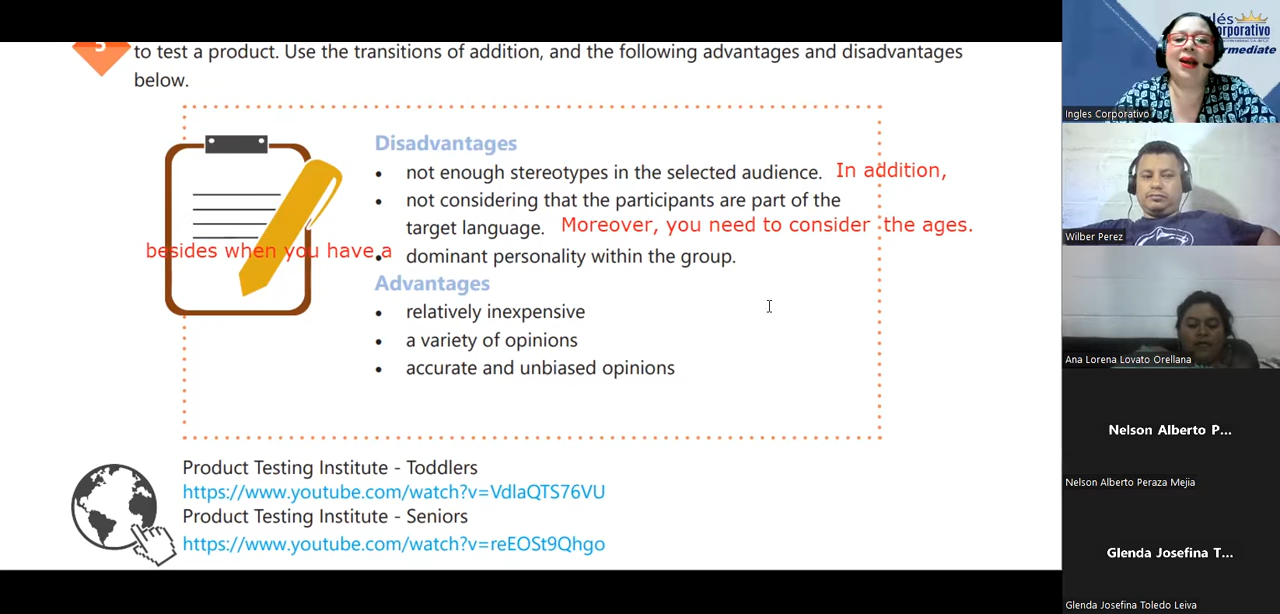 5
to test a product. Use the transitions of addition, and the following advantages and disadvantages
below.
Disadvantages
• not enough stereotypes in the selected audience. In addition,
• not considering that the participants are part of the
target language. Moreover, you need to consider the ages.
besides when you have a • dominant personality within the group.
Advantages
• relatively inexpensive
• a variety of opinions
• accurate and unbiased opinions
Product Testing Institute - Toddlers
https://www.youtube.com/watch?v=VdlaQTS76VU
Product Testing Institute - Seniors
https://www.youtube.com/watch?v=reEOSt9Qhgo
Ingles Corporativo
Wilber Perez
Ana Lorena Lovato Orellana
Nelson Alberto P...
Nelson Alberto Peraza Mejia
Glenda Josefina T...
Glenda Josefina Toledo Leiva